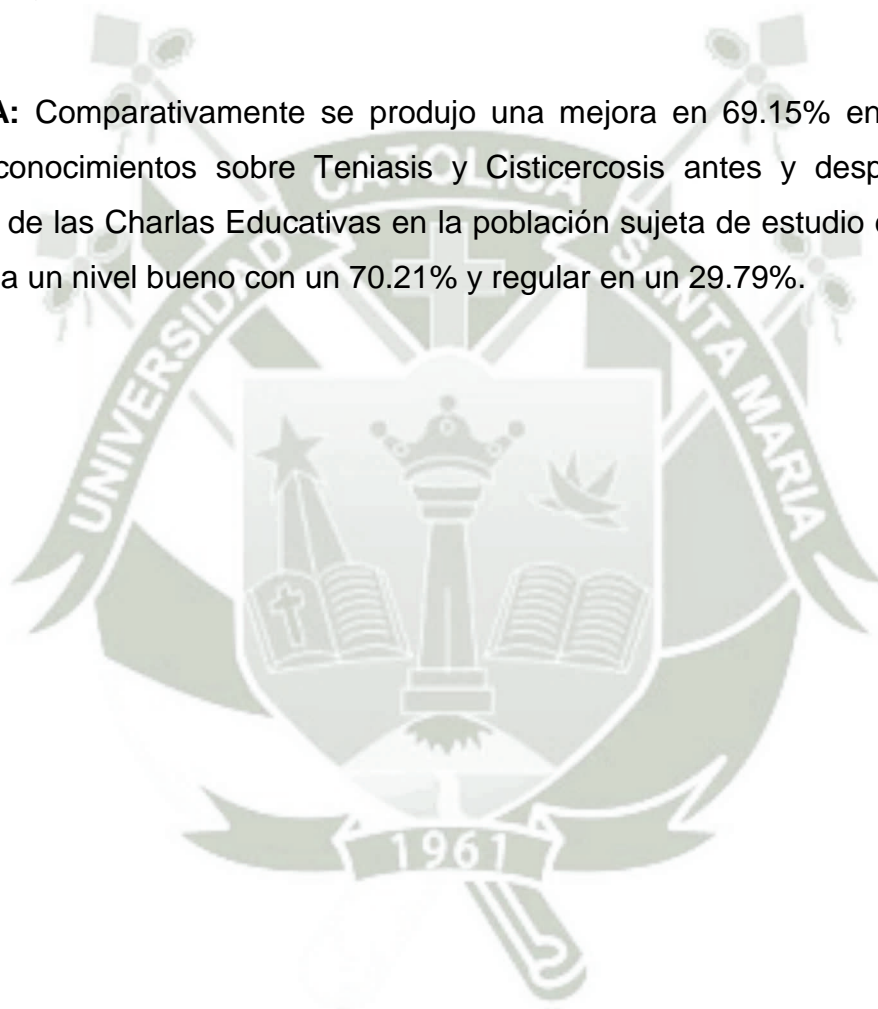 A: Comparativamente se produjo una mejora en 69.15% en
conocimientos sobre Teniasis y Cisticercosis antes y desp
de las Charlas Educativas en la población sujeta de estudio
a un nivel bueno con un 70.21% y regular en un 29.79%.
UNIVERSIDAD CATOLICA SANTA MARIA
1961